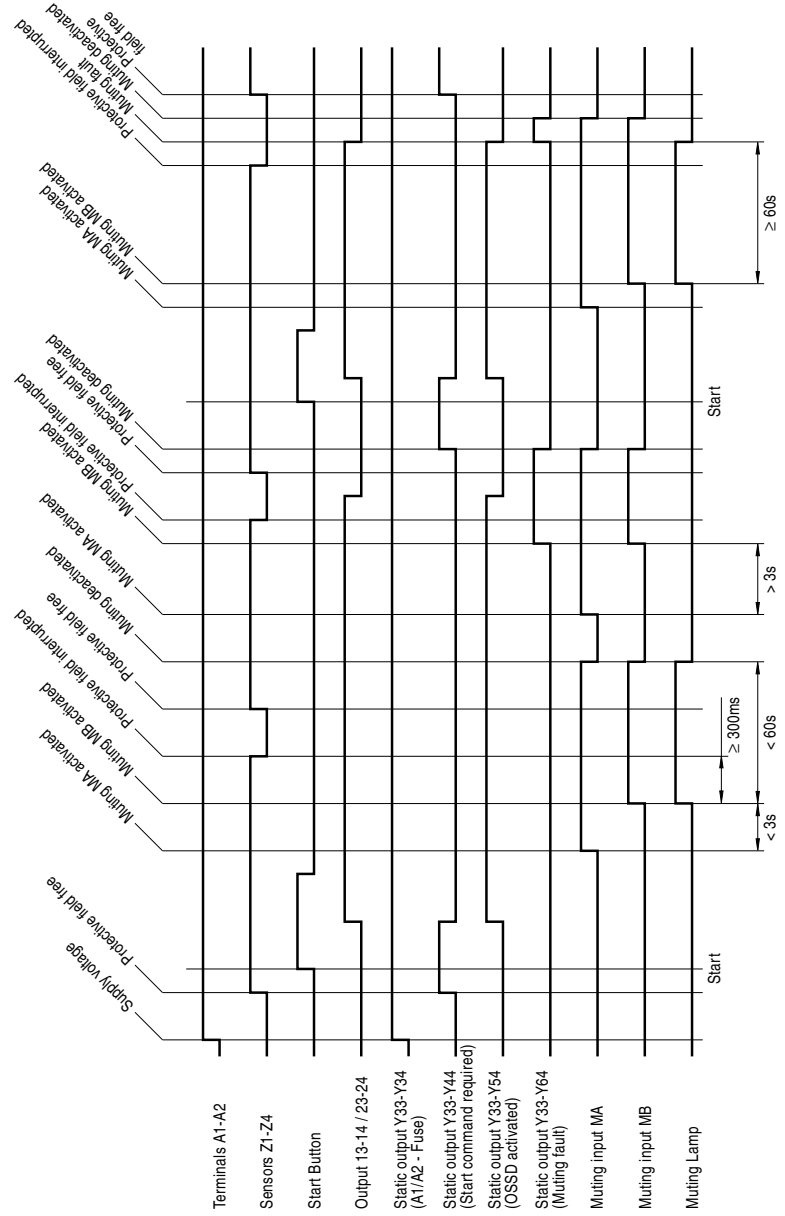 Supply voltage
Protective field free
Muting MA activated
Muting MB activated
Protective field interrupted
Protective field free
Muting deactivated
Muting MA activated
Muting MB activated
Protective field interrupted
Protective field free
Muting deactivated
Muting MA activated
Muting MB activated
Protective field interrupted
Muting fault
Muting deactivated
Protective
field free
Terminals A1-A2
Sensors Z1-Z4
Start Button
Output 13-14 / 23-24
Static output Y33-Y34
(A1/A2 - Fuse)
Static output Y33-Y44
(Start command required)
Static output Y33-Y54
(OSSD activated)
Static output Y33-Y64
(Muting fault)
Muting input MA
Muting input MB
Muting Lamp
Start
Start
≥ 300ms
< 3s
< 60s
> 3s
≥ 60s